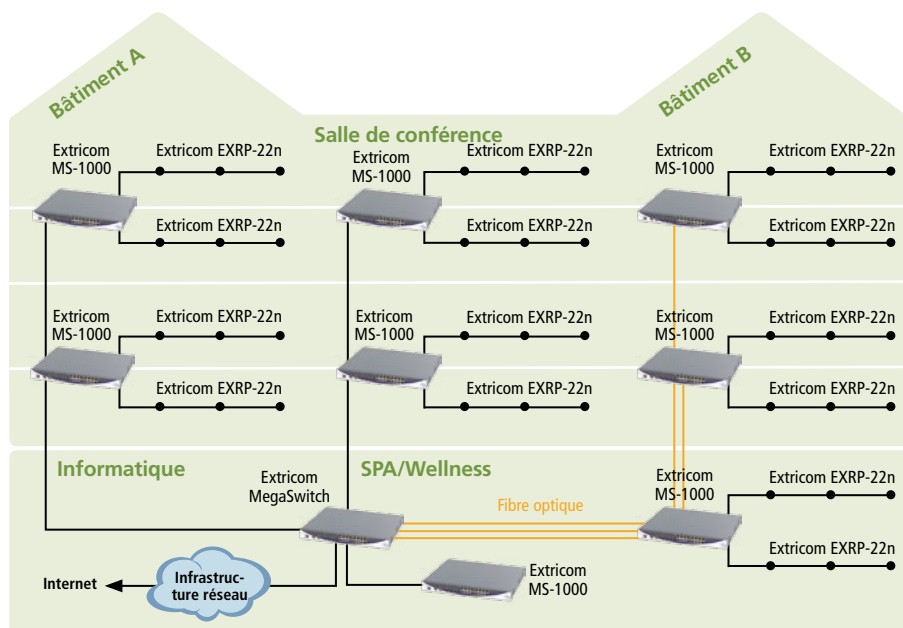 Bâtiment A
Bâtiment B
Salle de conférence
Extricom
MS-1000
Extricom EXRP-22n
Extricom EXRP-22n
Extricom
MS-1000
Extricom EXRP-22n
Extricom EXRP-22n
Extricom
MS-1000
Extricom EXRP-22n
Extricom EXRP-22n
Extricom
MS-1000
Extricom EXRP-22n
Extricom EXRP-22n
Extricom
MS-1000
Extricom EXRP-22n
Extricom EXRP-22n
Extricom
MS-1000
Extricom EXRP-22n
Extricom EXRP-22n
Informatique
SPA/Wellness
Extricom
MegaSwitch
Fibre optique
Extricom
MS-1000
Extricom EXRP-22n
Extricom EXRP-22n
Internet
Infrastruc-
ture réseau
Extricom
MS-1000